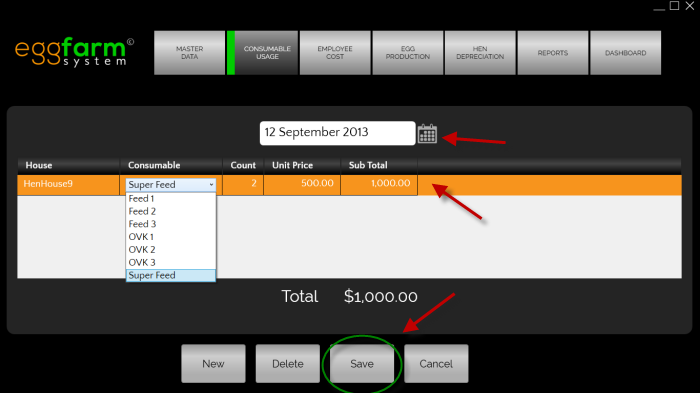 eggfarm©
system
MASTER
DATA
CONSUMABLE
USAGE
EMPLOYEE
COST
EGG
PRODUCTION
HEN
DEPRECIATION
REPORTS
DASHBOARD
12 September 2013
House Consumable Count Unit Price Sub Total
HenHouse9 Super Feed 2 500.00 1,000.00
Feed 1
Feed 2
Feed 3
OVK 1
OVK 2
OVK 3
Super Feed
Total $1,000.00
New Delete Save Cancel